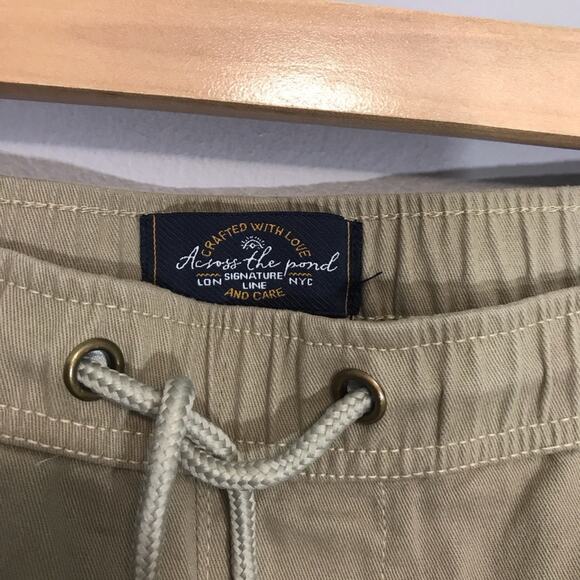 CRAFTED WITH LOVE
Across the pond
LON SIGNATURE LINE NYC
AND CARE